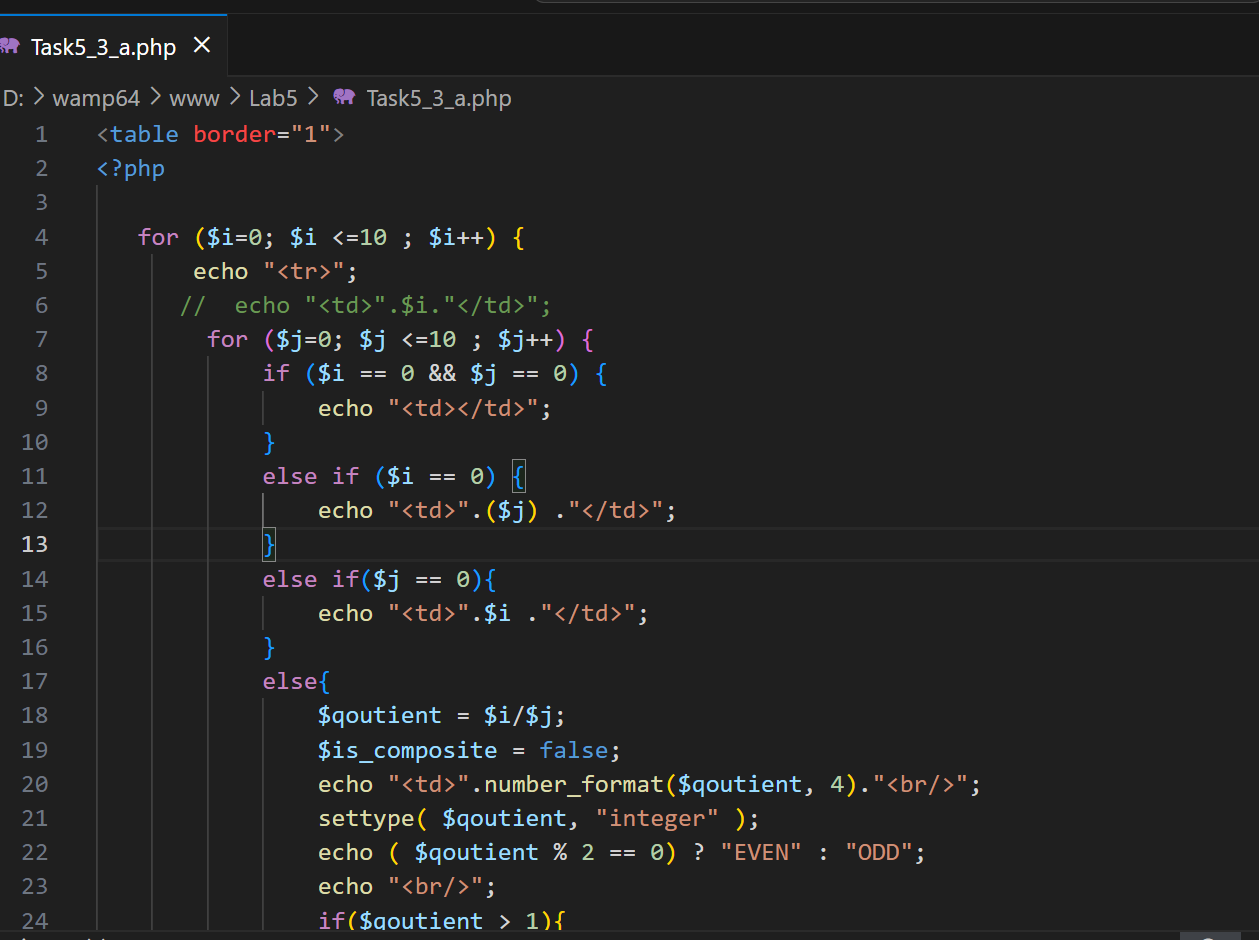 Task5_3_a.php
D: > wamp64 > www > Lab5 > Task5_3_a.php
1 <table border="1">
2 <?php
3
4 for ($i=0; $i <=10 ; $i++) {
5 echo "<tr>";
6 // echo "<td>".$i."</td>";
7 for ($j=0; $j <=10 ; $j++) {
8 if ($i == 0 && $j == 0) {
9 echo "<td></td>";
10 }
11 else if ($i == 0) {
12 echo "<td>".($j) ."</td>";
13 }
14 else if($j == 0){
15 echo "<td>".$i ."</td>";
16 }
17 else{
18 $qoutient = $i/$j;
19 $is_composite = false;
20 echo "<td>".number_format($qoutient, 4)."<br/>";
21 settype( $qoutient, "integer" );
22 echo ( $qoutient % 2 == 0) ? "EVEN" : "ODD";
23 echo "<br/>";
24 if($qoutient > 1){